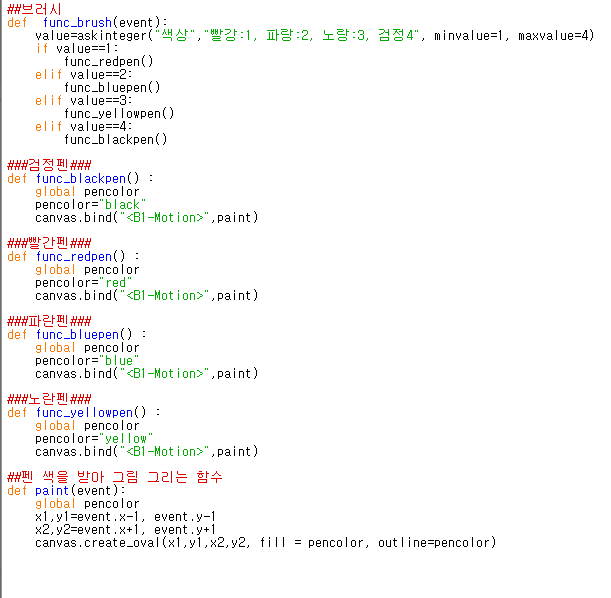 ##브러시
def  func_brush(event):
    value=askinteger("색상","빨강:1, 파랑:2, 노랑:3, 검정4", minvalue=1, maxvalue=4)
    if value==1:
        func_redpen()
    elif value==2:
        func_bluepen()
    elif value==3:
        func_yellowpen()
    elif value==4:
        func_blackpen()

###검정펜###
def func_blackpen() :
    global pencolor
    pencolor="black"
    canvas.bind("<B1-Motion>",paint)

###빨간펜###
def func_redpen() :
    global pencolor
    pencolor="red"
    canvas.bind("<B1-Motion>",paint)

###파란펜###
def func_bluepen() :
    global pencolor
    pencolor="blue"
    canvas.bind("<B1-Motion>",paint)

###노란펜###
def func_yellowpen() :
    global pencolor
    pencolor="yellow"
    canvas.bind("<B1-Motion>",paint)

##펜 색을 받아 그림 그리는 함수
def paint(event):
    global pencolor
    x1,y1=event.x-1, event.y-1
    x2,y2=event.x+1, event.y+1
    canvas.create_oval(x1,y1,x2,y2, fill = pencolor, outline=pencolor)